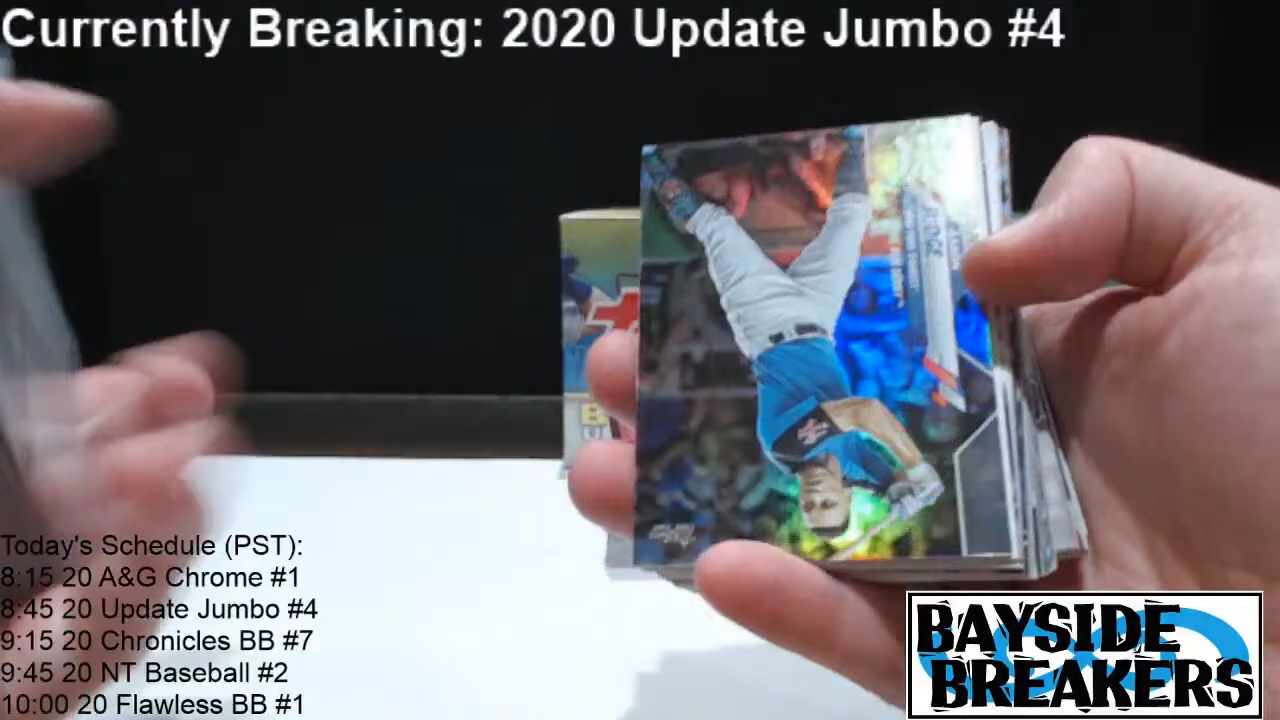 Currently Breaking: 2020 Update Jumbo #4
Today's Schedule (PST):
8:15 20 A&G Chrome #1
8:45 20 Update Jumbo #4
9:15 20 Chronicles BB #7
9:45 20 NT Baseball #2
10:00 20 Flawless BB #1
BAYSIDE
BREAKERS